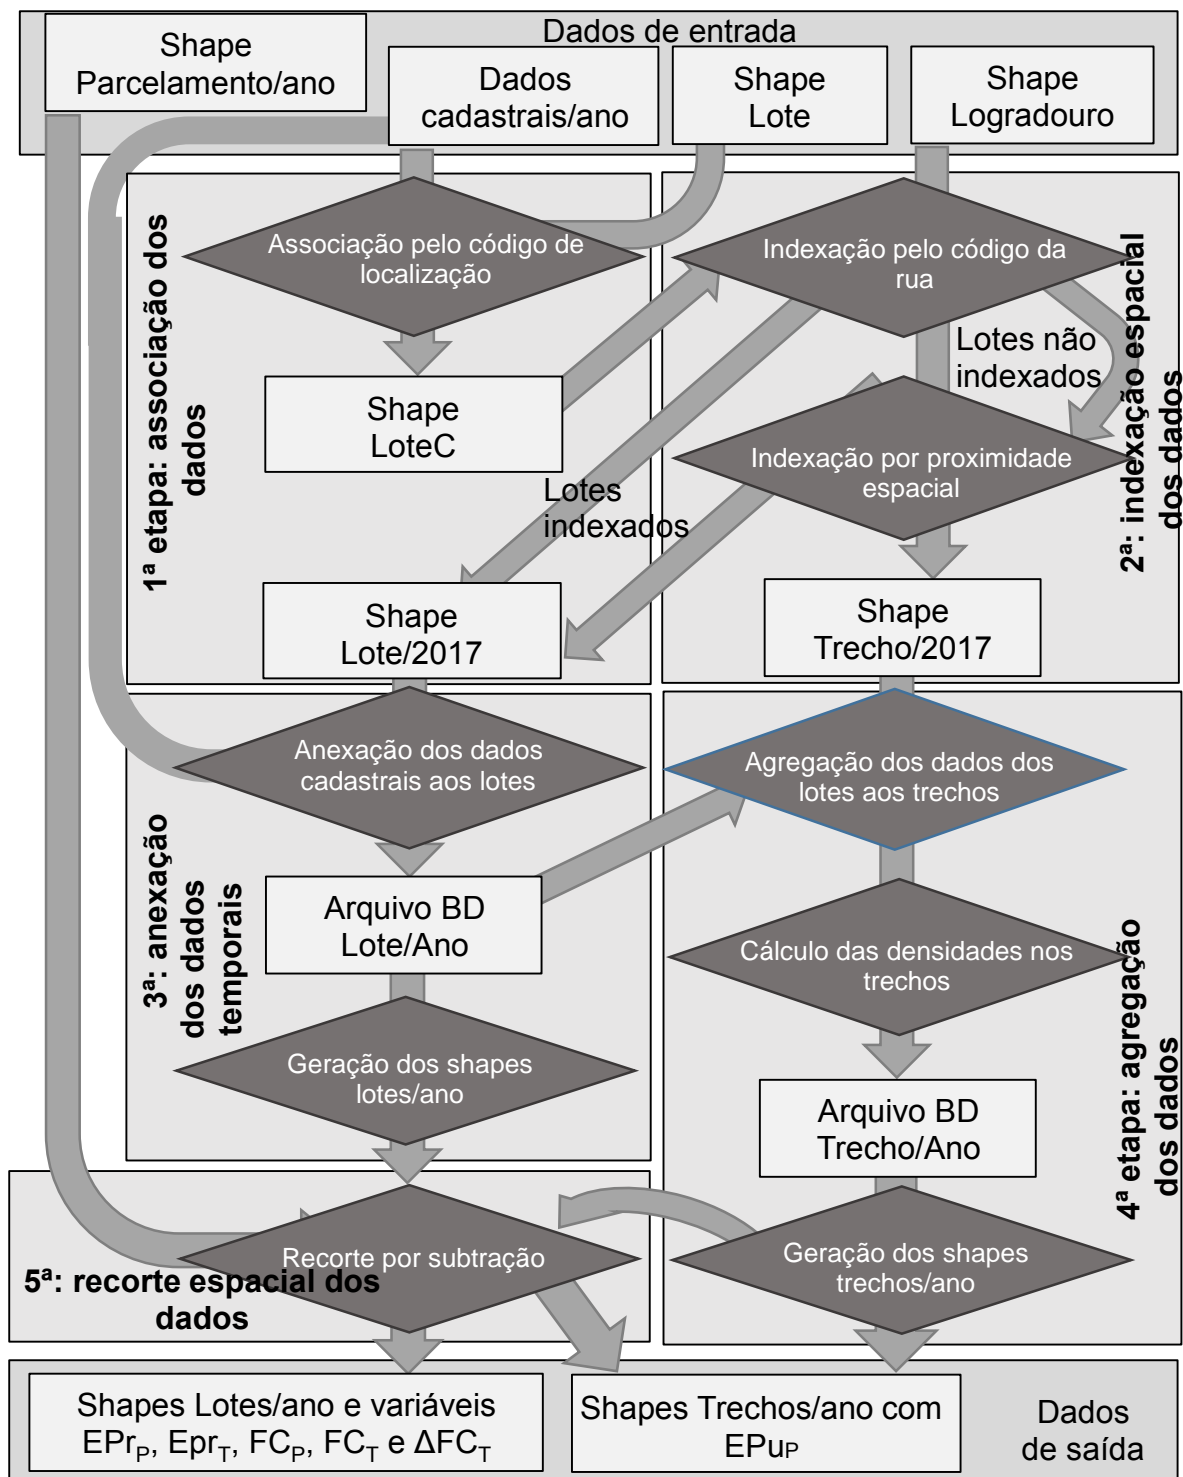 Dados de entrada
Shape
Parcelamento/ano
Dados
cadastrais/ano
Shape
Lote
Shape
Logradouro
1ª etapa: associação dos
dados
Associação pelo código de
localização
Shape
LoteC
Lotes
indexados
Shape
Lote/2017
2ª: indexação espacial
dos dados
Indexação pelo código da
rua
Lotes não
indexados
Indexação por proximidade
espacial
Shape
Trecho/2017
3ª: anexação
dos dados
temporais
Anexação dos dados
cadastrais aos lotes
Arquivo BD
Lote/Ano
Geração dos shapes
lotes/ano
4ª etapa: agregação
dos dados
Agregação dos dados dos
lotes aos trechos
Cálculo das densidades nos
trechos
Arquivo BD
Trecho/Ano
Geração dos shapes
trechos/ano
Recorte por subtração
5ª: recorte espacial dos
dados
Shapes Lotes/ano e variáveis
EPrP, EprT, FCP, FCT e ΔFCT
Shapes Trechos/ano com
EPuP
Dados
de saída